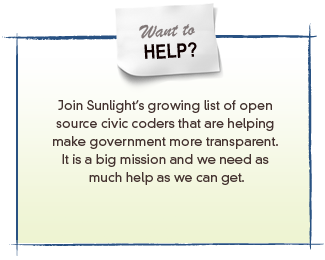 Want to
HELP?
Join Sunlight's growing list of open
source civic coders that are helping
make government more transparent.
It is a big mission and we need as
much help as we can get.